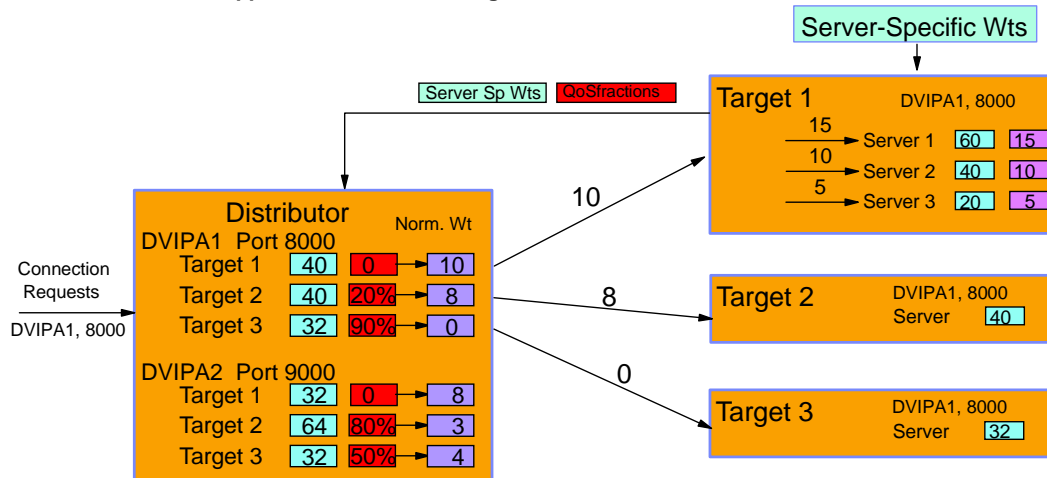 Server-Specific Wts
Server Sp Wts QoSfractions
Target 1 DVIPA1, 8000
15 Server 1 60 15
10 Server 2 40 10
5 Server 3 20 5
10
Distributor Norm. Wt
DVIPA1 Port 8000
Target 1 40 0 10
Target 2 40 20% 8
Target 3 32 90% 0
Connection
Requests
DVIPA1, 8000
8
Target 2 DVIPA1, 8000
Server 40
0
DVIPA2 Port 9000
Target 1 32 0 8
Target 2 64 80% 3
Target 3 32 50% 4
Target 3 DVIPA1, 8000
Server 32